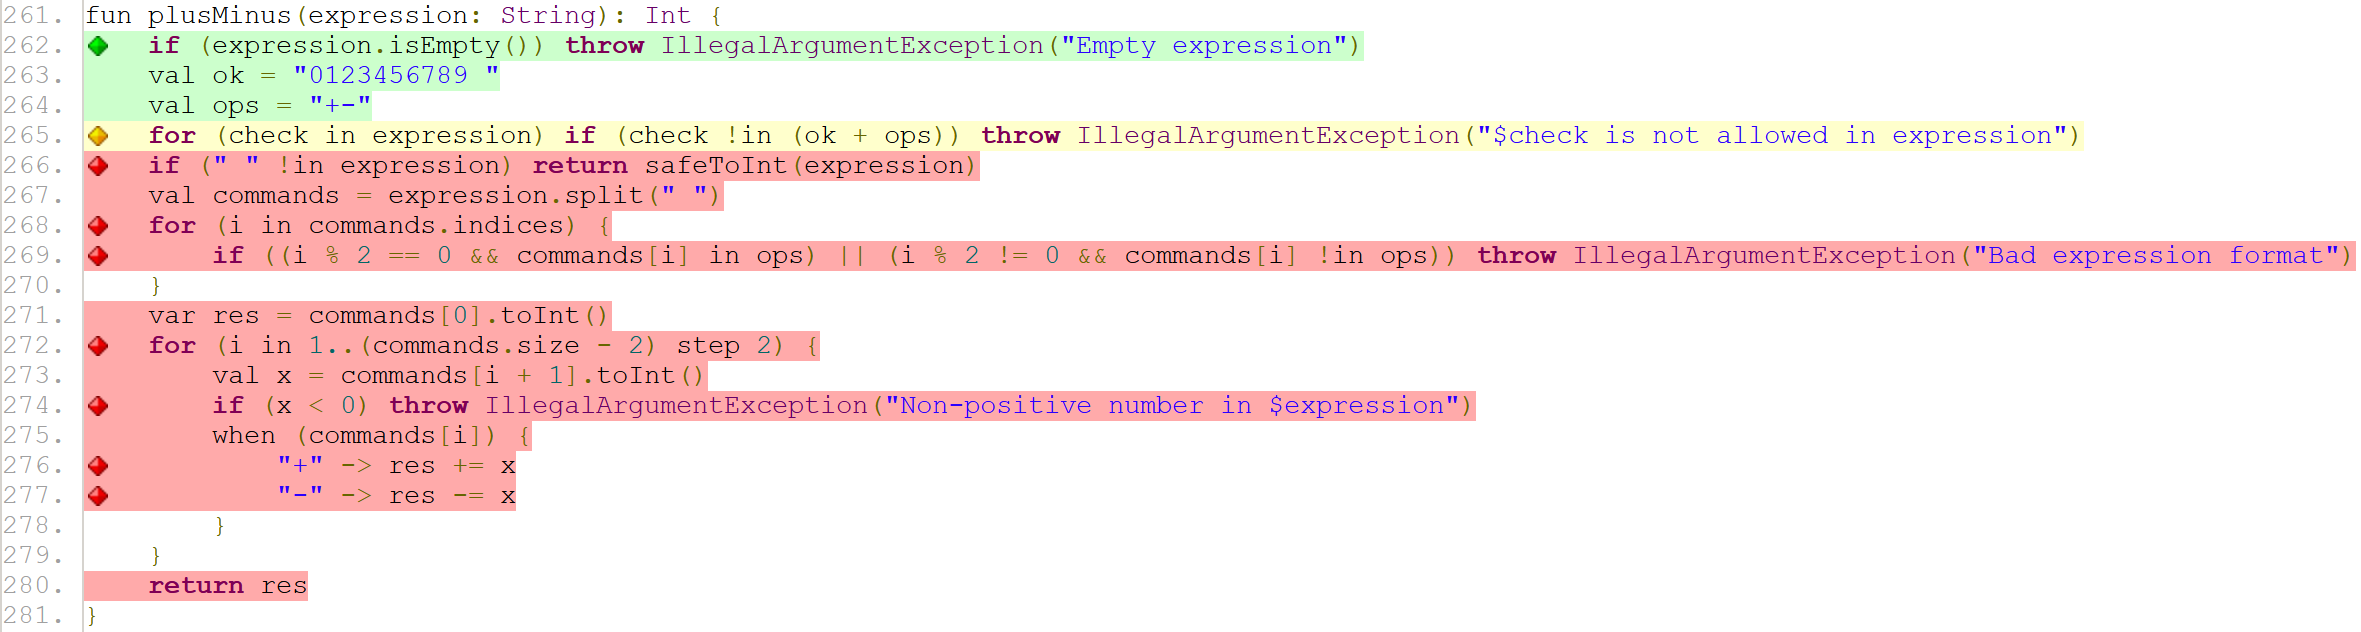 261. fun plusMinus(expression: String): Int {
262. if (expression.isEmpty()) throw IllegalArgumentException("Empty expression")
263. val ok = "0123456789 "
264. val ops = "+-"
265. for (check in expression) if (check !in (ok + ops)) throw IllegalArgumentException("$check is not allowed in expression")
266. if (" " !in expression) return safeToInt(expression)
267. val commands = expression.split(" ")
268. for (i in commands.indices) {
269. if ((i % 2 == 0 && commands[i] in ops) || (i % 2 != 0 && commands[i] !in ops)) throw IllegalArgumentException("Bad expression format")
270. }
271. var res = commands[0].toInt()
272. for (i in 1..(commands.size - 2) step 2) {
273. val x = commands[i + 1].toInt()
274. if (x < 0) throw IllegalArgumentException("Non-positive number in $expression")
275. when (commands[i]) {
276. "+" -> res += x
277. "-" -> res -= x
278. }
279. }
280. return res
281. }